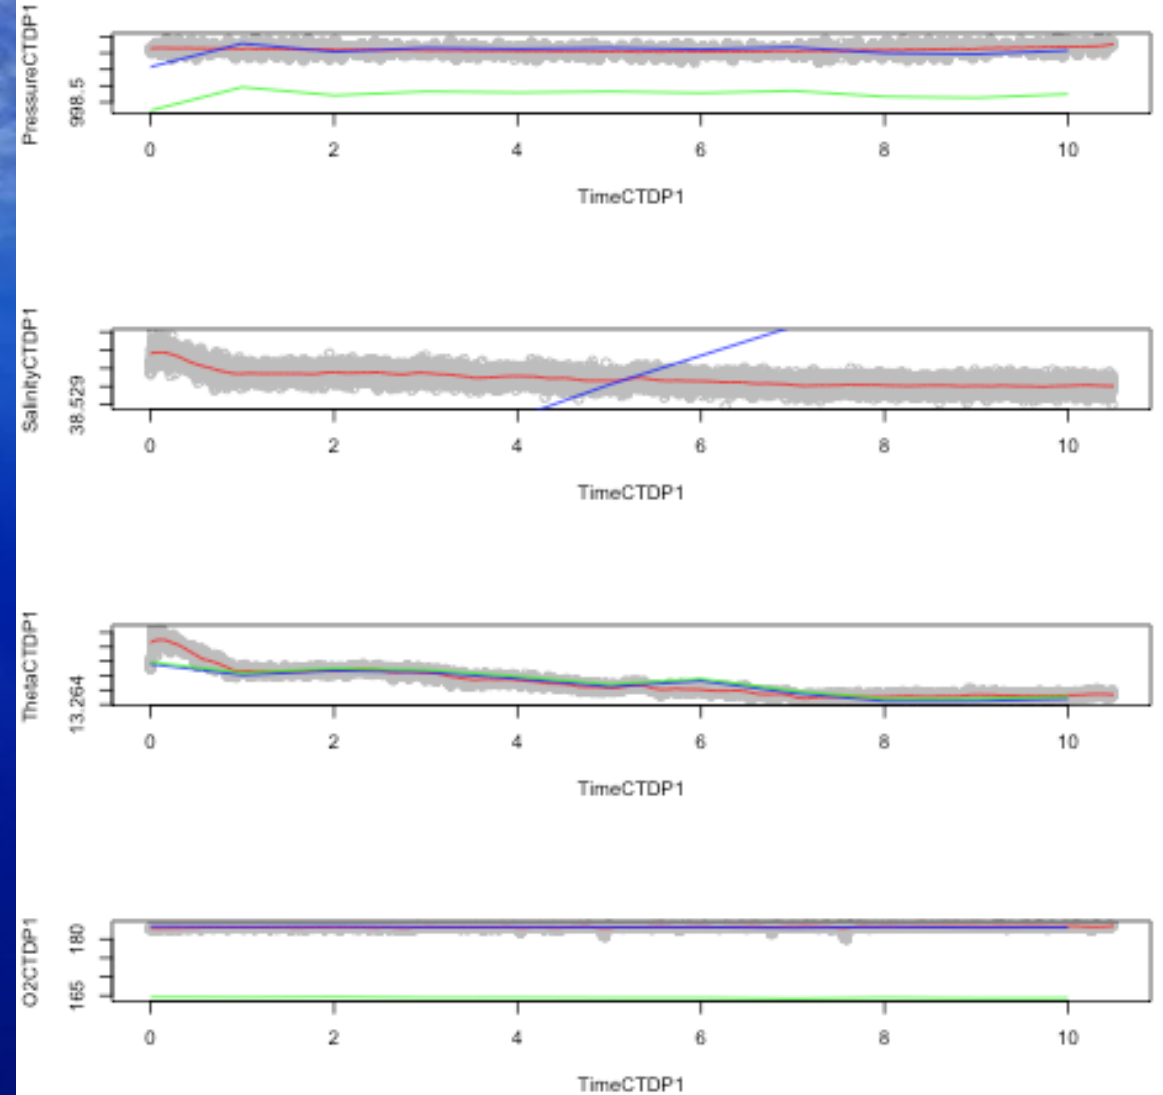 PressureCTDP1
998.5
0 2 4 6 8 10
TimeCTDP1
SalinityCTDP1
38.529
0 2 4 6 8 10
TimeCTDP1
ThetaCTDP1
13.264
0 2 4 6 8 10
TimeCTDP1
O2CTDP1
165 180
0 2 4 6 8 10
TimeCTDP1